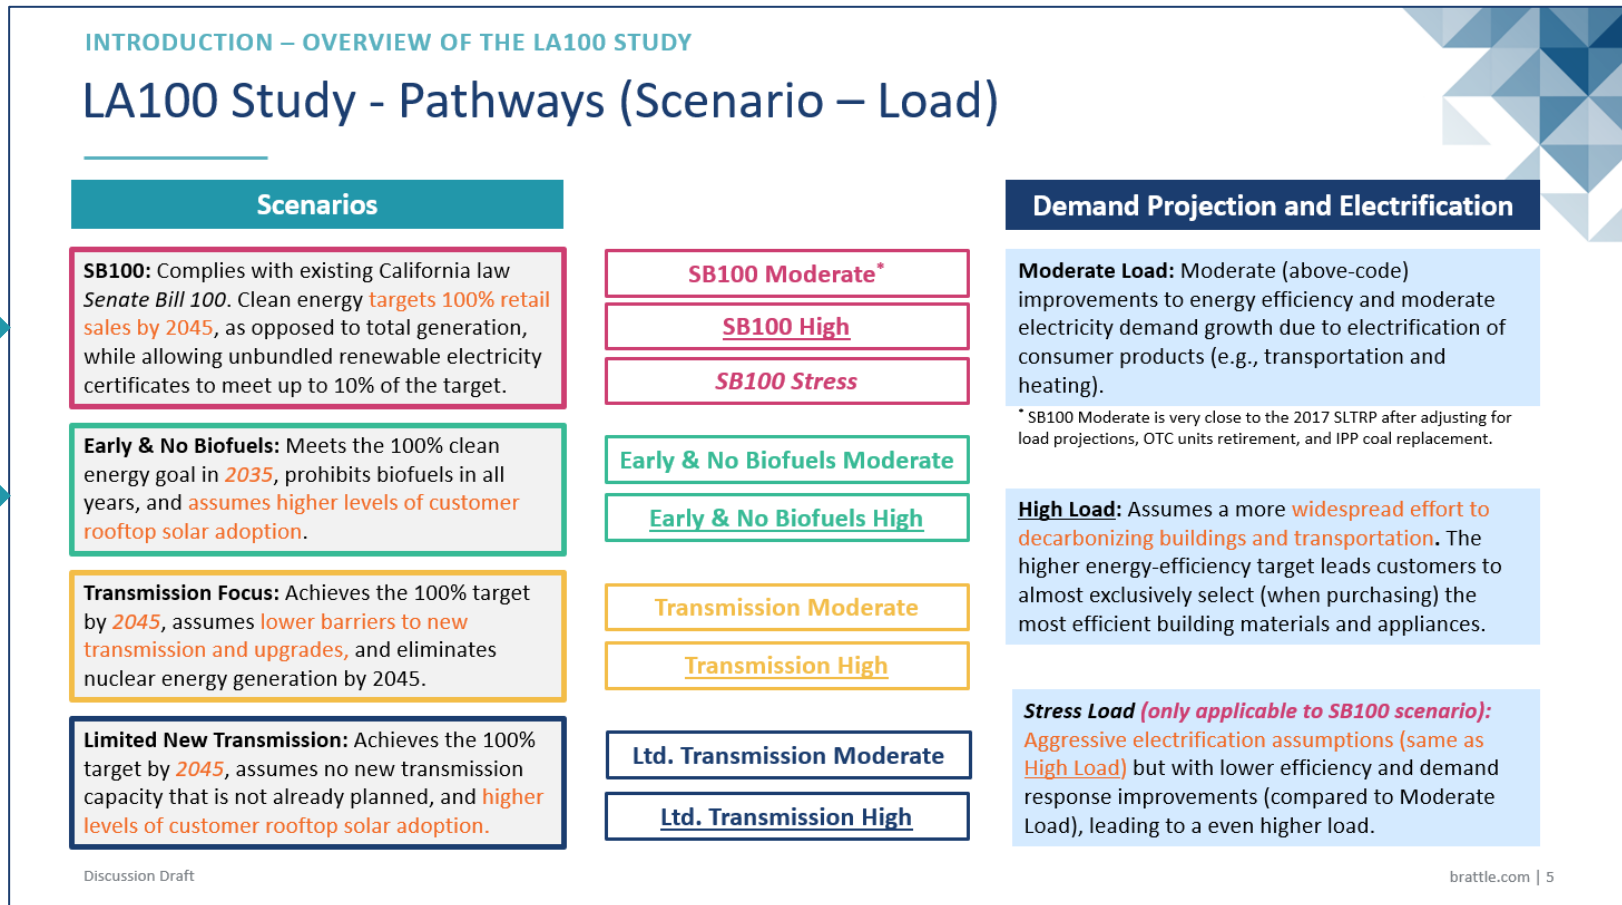 INTRODUCTION – OVERVIEW OF THE LA100 STUDY
LA100 Study - Pathways (Scenario – Load)
Scenarios
SB100: Complies with existing California law
Senate Bill 100. Clean energy targets 100% retail
sales by 2045, as opposed to total generation,
while allowing unbundled renewable electricity
certificates to meet up to 10% of the target.
Early & No Biofuels: Meets the 100% clean
energy goal in 2035, prohibits biofuels in all
years, and assumes higher levels of customer
rooftop solar adoption.
Transmission Focus: Achieves the 100% target
by 2045, assumes lower barriers to new
transmission and upgrades, and eliminates
nuclear energy generation by 2045.
Limited New Transmission: Achieves the 100%
target by 2045, assumes no new transmission
capacity that is not already planned, and higher
levels of customer rooftop solar adoption.
SB100 Moderate*
SB100 High
SB100 Stress
Early & No Biofuels Moderate
Early & No Biofuels High
Transmission Moderate
Transmission High
Ltd. Transmission Moderate
Ltd. Transmission High
Demand Projection and Electrification
Moderate Load: Moderate (above-code)
improvements to energy efficiency and moderate
electricity demand growth due to electrification of
consumer products (e.g., transportation and
heating).
* SB100 Moderate is very close to the 2017 SLTRP after adjusting for
load projections, OTC units retirement, and IPP coal replacement.
High Load: Assumes a more widespread effort to
decarbonizing buildings and transportation. The
higher energy-efficiency target leads customers to
almost exclusively select (when purchasing) the
most efficient building materials and appliances.
Stress Load (only applicable to SB100 scenario):
Aggressive electrification assumptions (same as
High Load) but with lower efficiency and demand
response improvements (compared to Moderate
Load), leading to a even higher load.
Discussion Draft
brattle.com | 5